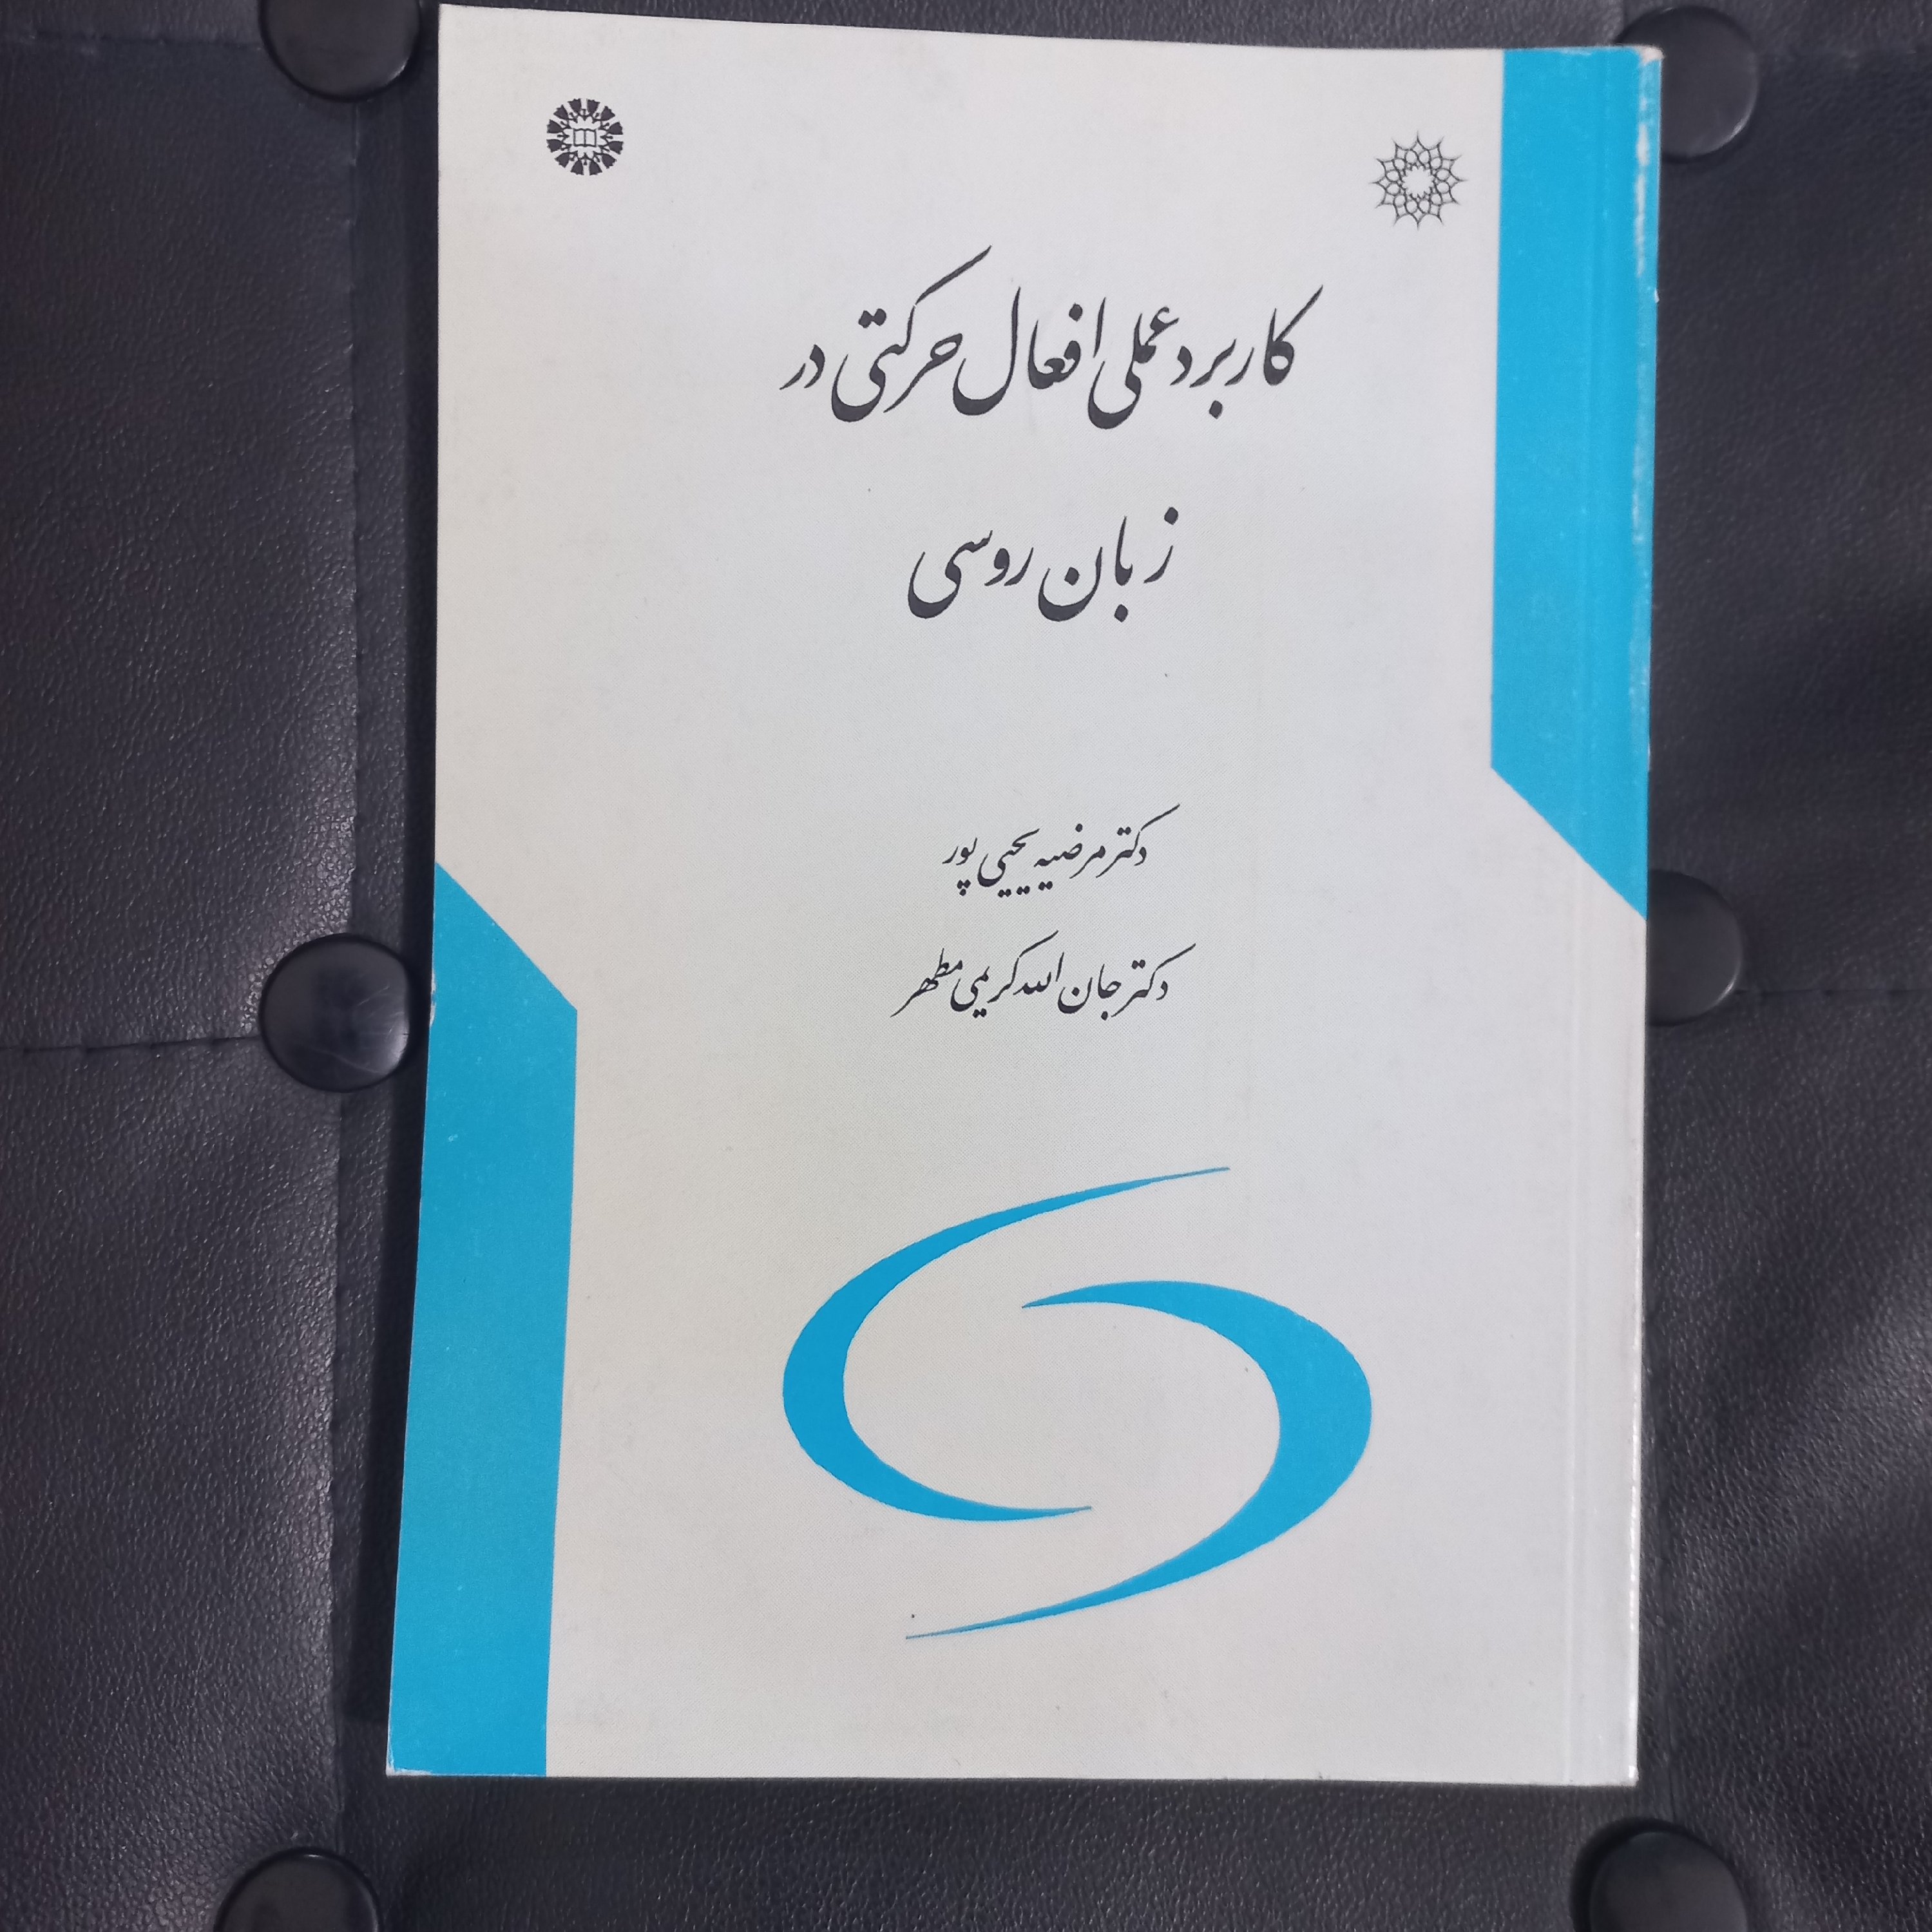 کاربرد عملی افعال حرکتی در
زبان روسی
دکتر مرضیه یحیی پور
دکتر جان الله کریمی مطهر